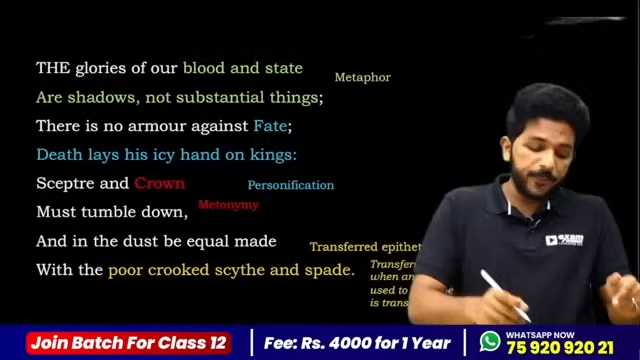 THE glories of our blood and state
Metaphor
Are shadows, not substantial things;
There is no armour against Fate;
Death lays his icy hand on kings:
Sceptre and Crown
Personification
Metonymy
Must tumble down,
And in the dust be equal made
Transferred epithet
With the poor crooked scythe and spade.
when an
used to
is trans
exam
Join Batch For Class 12
Fee: Rs. 4000 for 1 Year
WHATSAPP NOW
75 920 920 21